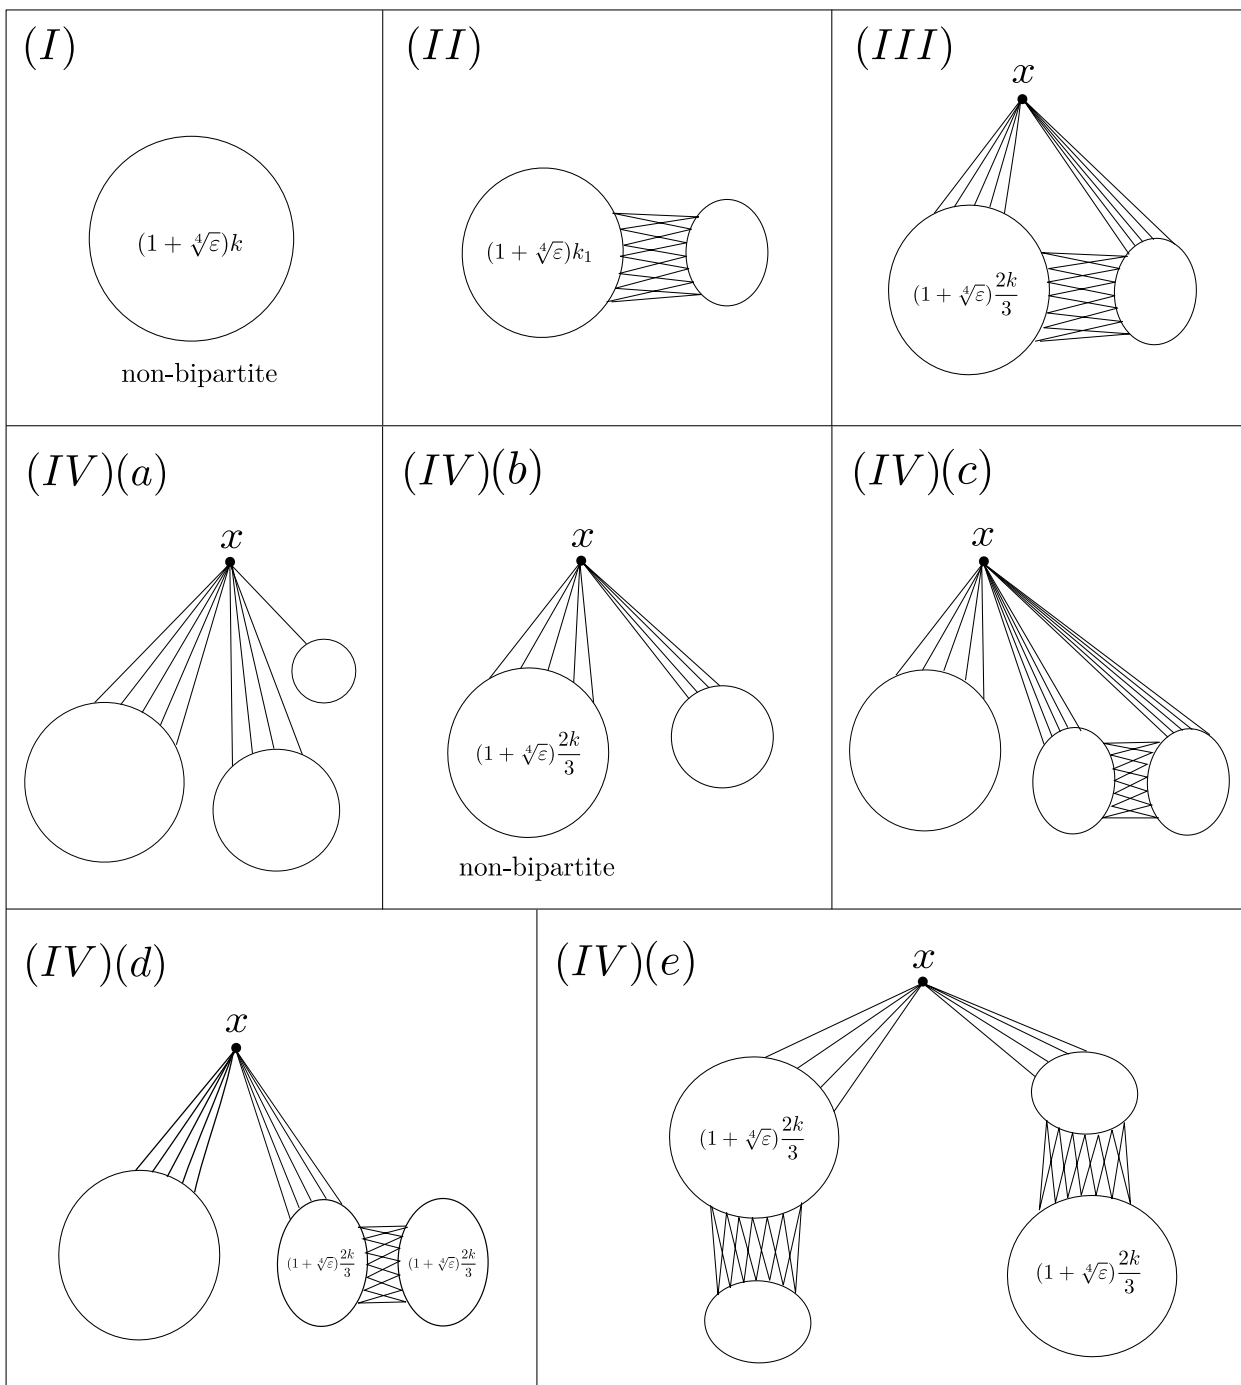 (I)
(1 + ∜ε)k
non-bipartite
(II)
(1 + ∜ε)k₁
(III)
x
(1 + ∜ε)2k/3
(IV)(a)
x
(IV)(b)
x
(1 + ∜ε)2k/3
non-bipartite
(IV)(c)
x
(IV)(d)
x
(1 + ∜ε)2k/3
(1 + ∜ε)2k/3
(IV)(e)
x
(1 + ∜ε)2k/3
(1 + ∜ε)2k/3